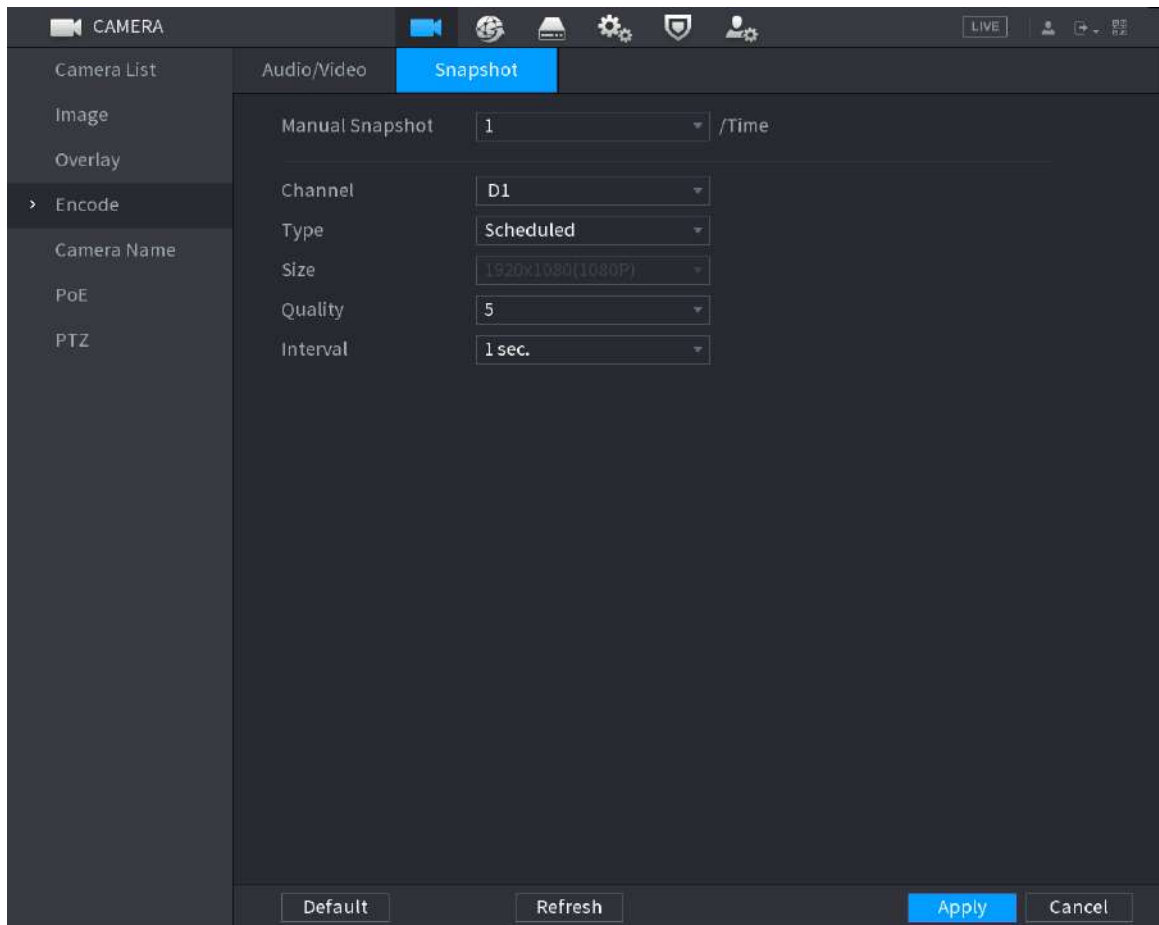 CAMERA
LIVE
Camera List
Image
Overlay
Encode
Camera Name
PoE
PTZ
Audio/Video
Snapshot
Manual Snapshot 1 /Time
Channel D1
Type Scheduled
Size 1920x1080(1080P)
Quality 5
Interval 1 sec.
Default Refresh Apply Cancel